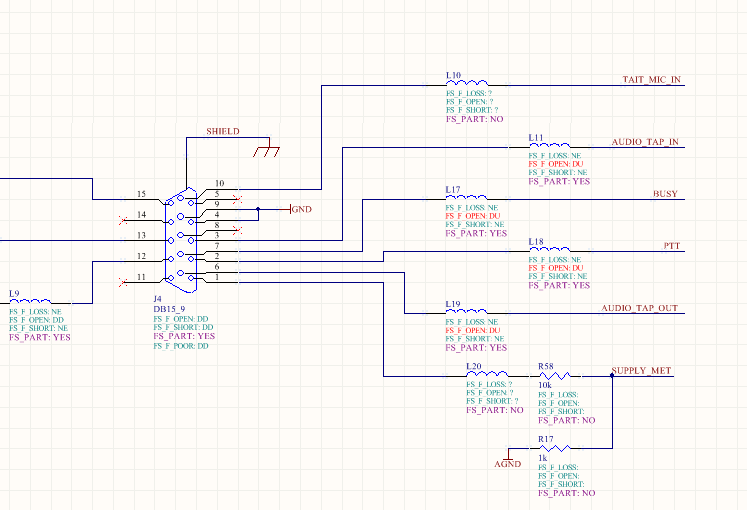 L10
TAIT_MIC_IN
FS_F_LOSS: ?
FS_F_OPEN: ?
FS_F_SHORT: ?
FS_PART: NO
SHIELD
L11
AUDIO_TAP_IN
FS_F_LOSS: NE
FS_F_OPEN: DU
FS_F_SHORT: NE
FS_PART: YES
10
5
9
4
8
3
7
2
6
1
15
14
13
12
11
GND
L17
BUSY
FS_F_LOSS: NE
FS_F_OPEN: DU
FS_F_SHORT: NE
FS_PART: YES
L18
PTT
FS_F_LOSS: NE
FS_F_OPEN: DU
FS_F_SHORT: NE
FS_PART: YES
L9
FS_F_LOSS: NE
FS_F_OPEN: DD
FS_F_SHORT: NE
FS_PART: YES
J4
DB15_9
FS_F_OPEN: DD
FS_F_SHORT: DD
FS_PART: YES
FS_F_POOR: DD
L19
AUDIO_TAP_OUT
FS_F_LOSS: NE
FS_F_OPEN: DU
FS_F_SHORT: NE
FS_PART: YES
L20
FS_F_LOSS: ?
FS_F_OPEN: ?
FS_F_SHORT: ?
FS_PART: NO
R58
10k
FS_F_LOSS:
FS_F_OPEN:
FS_F_SHORT:
FS_PART: NO
SUPPLY_MET
R17
1k
FS_F_LOSS:
FS_F_OPEN:
FS_F_SHORT:
FS_PART: NO
AGND